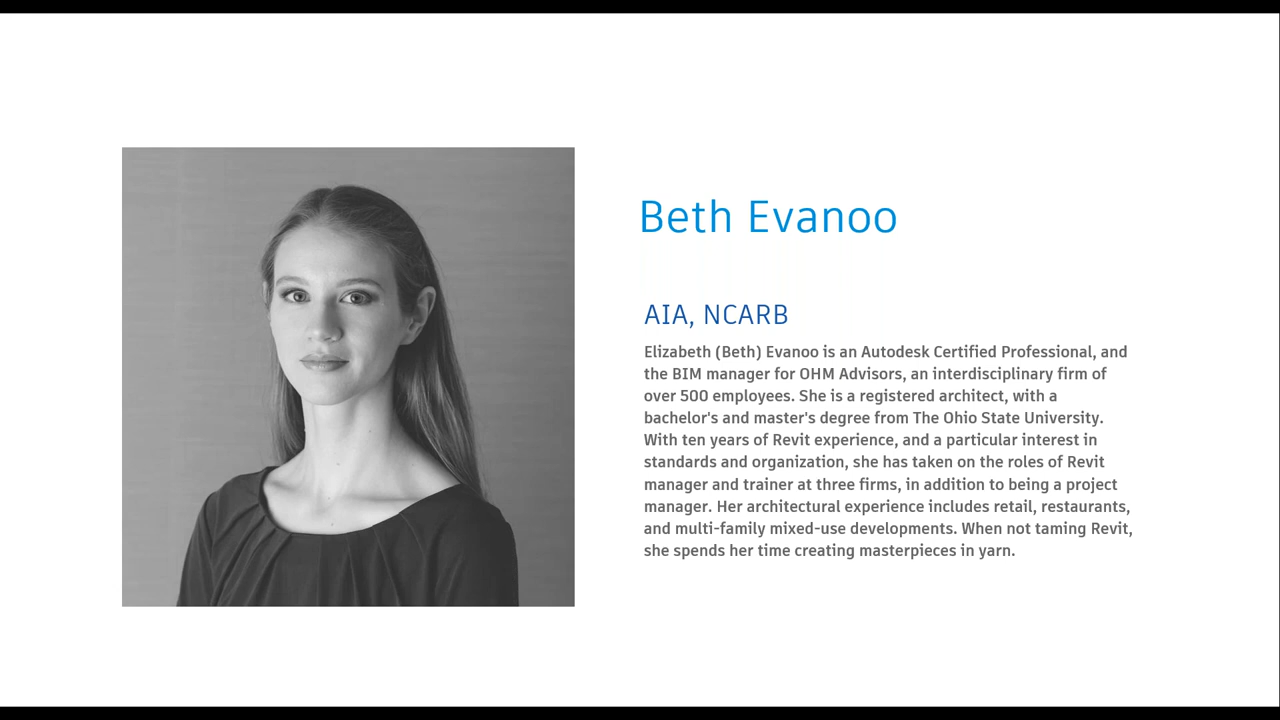 Beth Evanoo
AIA, NCARB
Elizabeth (Beth) Evanoo is an Autodesk Certified Professional, and
the BIM manager for OHM Advisors, an interdisciplinary firm of
over 500 employees. She is a registered architect, with a
bachelor's and master's degree from The Ohio State University.
With ten years of Revit experience, and a particular interest in
standards and organization, she has taken on the roles of Revit
manager and trainer at three firms, in addition to being a project
manager. Her architectural experience includes retail, restaurants,
and multi-family mixed-use developments. When not taming Revit,
she spends her time creating masterpieces in yarn.